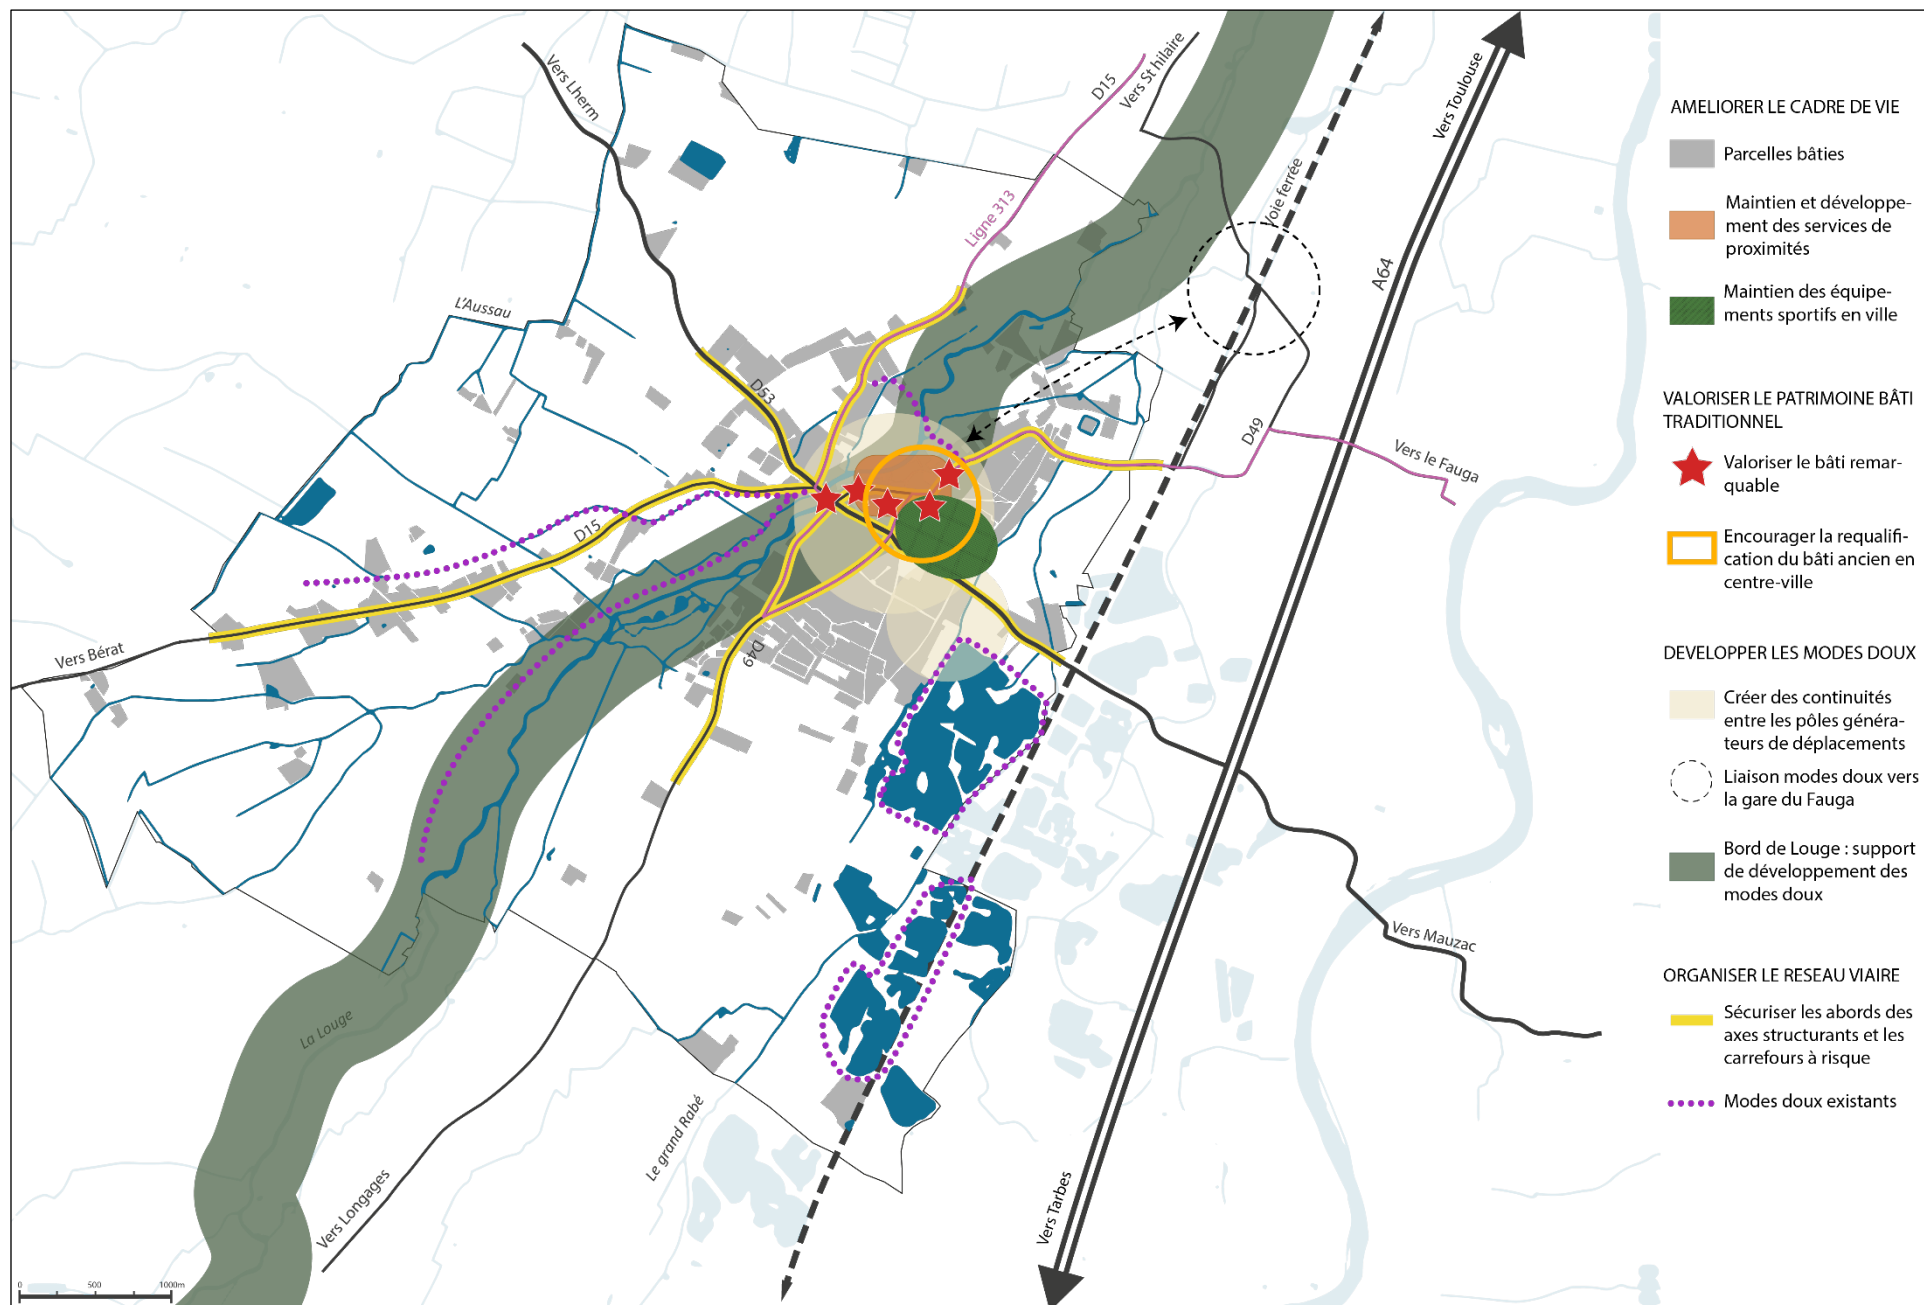 Vers Lherm
D15
Vers St hilaire
Ligne 313
Voie ferrée
Vers Toulouse
A64
L'Aussau
D53
D49
Vers le Fauga
D15
Vers Bérat
D49
La Louge
Vers Longages
Le grand Rabé
Vers Tarbes
Vers Mauzac
0 500 1000m
AMELIORER LE CADRE DE VIE
Parcelles bâties
Maintien et développe-
ment des services de
proximités
Maintien des équipe-
ments sportifs en ville
VALORISER LE PATRIMOINE BÂTI
TRADITIONNEL
Valoriser le bâti remar-
quable
Encourager la requalifi-
cation du bâti ancien en
centre-ville
DEVELOPPER LES MODES DOUX
Créer des continuités
entre les pôles généra-
teurs de déplacements
Liaison modes doux vers
la gare du Fauga
Bord de Louge : support
de développement des
modes doux
ORGANISER LE RESEAU VIAIRE
Sécuriser les abords des
axes structurants et les
carrefours à risque
Modes doux existants